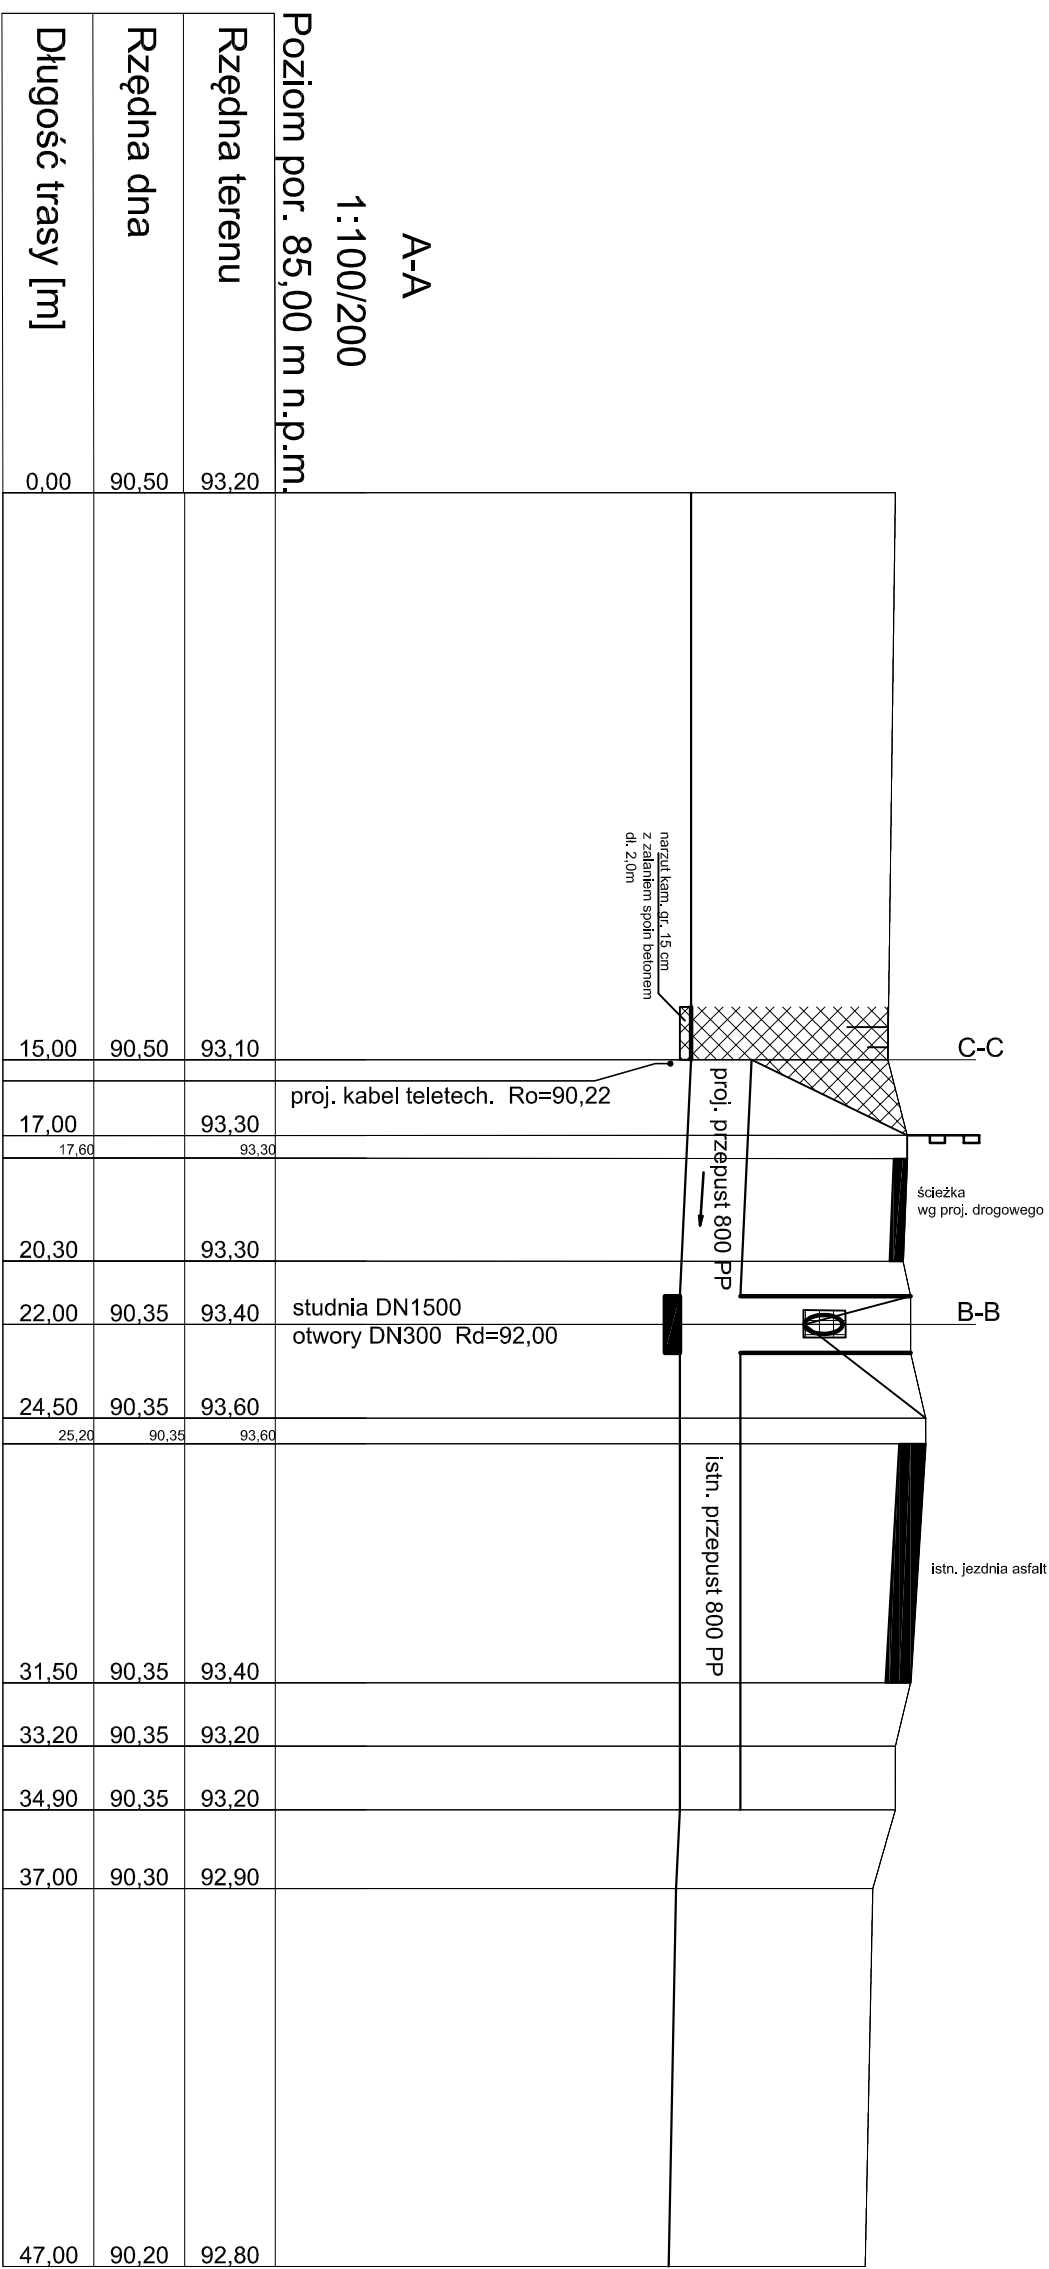 A-A
1:100/200
Poziom por. 85,00 m n.p.m.
Rzędna terenu
Rzędna dna
Długość trasy [m]
0,00 90,50 93,20
15,00 90,50 93,10
17,00 93,30
17,60 93,30
20,30 93,30
22,00 90,35 93,40
24,50 90,35 93,60
25,20 90,35 93,60
31,50 90,35 93,40
33,20 90,35 93,20
34,90 90,35 93,20
37,00 90,30 92,90
47,00 90,20 92,80
narzut kam. gr. 15 cm
z zalaniem spoin betonem
dł. 2,0m
C-C
proj. kabel teletech. Ro=90,22
proj. przepust 800 PP
ścieżka
wg proj. drogowego
studnia DN1500
otwory DN300 Rd=92,00
B-B
istn. przepust 800 PP
istn. jezdnia asfalt